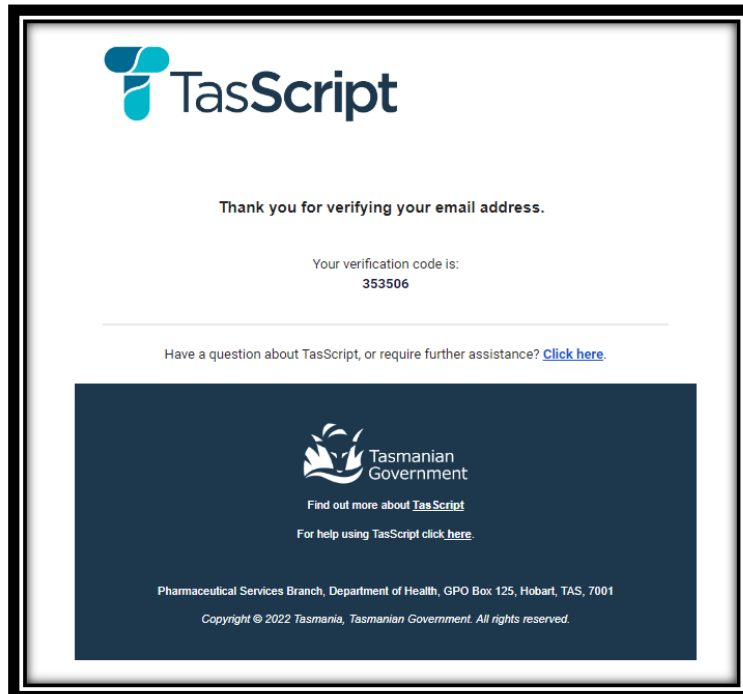 TasScript
Thank you for verifying your email address.
Your verification code is:
353506
Have a question about TasScript, or require further assistance? Click here.
Tasmanian
Government
Find out more about TasScript
For help using TasScript click here.
Pharmaceutical Services Branch, Department of Health, GPO Box 125, Hobart, TAS, 7001
Copyright © 2022 Tasmania, Tasmanian Government. All rights reserved.